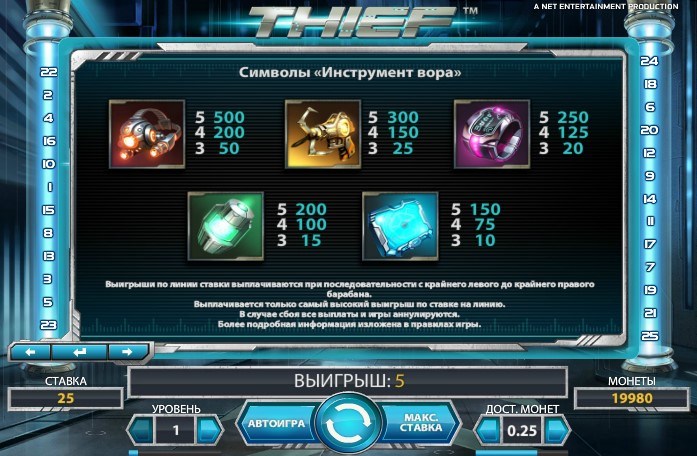 THIEF™
A NET ENTERTAINMENT PRODUCTION
Символы «Инструмент вора»
5 500
4 200
3 50
5 300
4 150
3 25
5 250
4 125
3 20
5 200
4 100
3 15
5 150
4 75
3 10
Выигрыши по линии ставки выплачиваются при последовательности с крайнего левого до крайнего правого
барабана.
Выплачивается только самый высокий выигрыш по ставке на линию.
В случае сбоя все выплаты и игры аннулируются.
Более подробная информация изложена в правилах игры.
22
2
4
16
10
1
15
8
13
3
5
23
24
18
6
20
12
9
14
11
17
7
19
21
25
СТАВКА
25
ВЫИГРЫШ: 5
МОНЕТЫ
19980
УРОВЕНЬ
1
АВТОИГРА
МАКС.
СТАВКА
ДОСТ. МОНЕТ
0.25